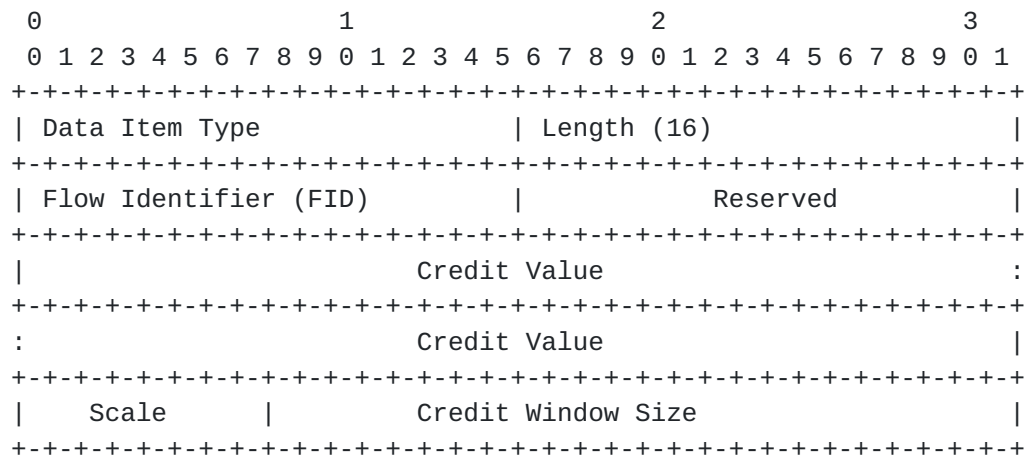 0                   1                   2                   3
 0 1 2 3 4 5 6 7 8 9 0 1 2 3 4 5 6 7 8 9 0 1 2 3 4 5 6 7 8 9 0 1
+-+-+-+-+-+-+-+-+-+-+-+-+-+-+-+-+-+-+-+-+-+-+-+-+-+-+-+-+-+-+-+-+
| Data Item Type                | Length (16)                   |
+-+-+-+-+-+-+-+-+-+-+-+-+-+-+-+-+-+-+-+-+-+-+-+-+-+-+-+-+-+-+-+-+
| Flow Identifier (FID)         |            Reserved           |
+-+-+-+-+-+-+-+-+-+-+-+-+-+-+-+-+-+-+-+-+-+-+-+-+-+-+-+-+-+-+-+-+
|                         Credit Value                          :
+-+-+-+-+-+-+-+-+-+-+-+-+-+-+-+-+-+-+-+-+-+-+-+-+-+-+-+-+-+-+-+-+
:                         Credit Value                          |
+-+-+-+-+-+-+-+-+-+-+-+-+-+-+-+-+-+-+-+-+-+-+-+-+-+-+-+-+-+-+-+-+
|    Scale      |         Credit Window Size                    |
+-+-+-+-+-+-+-+-+-+-+-+-+-+-+-+-+-+-+-+-+-+-+-+-+-+-+-+-+-+-+-+-+